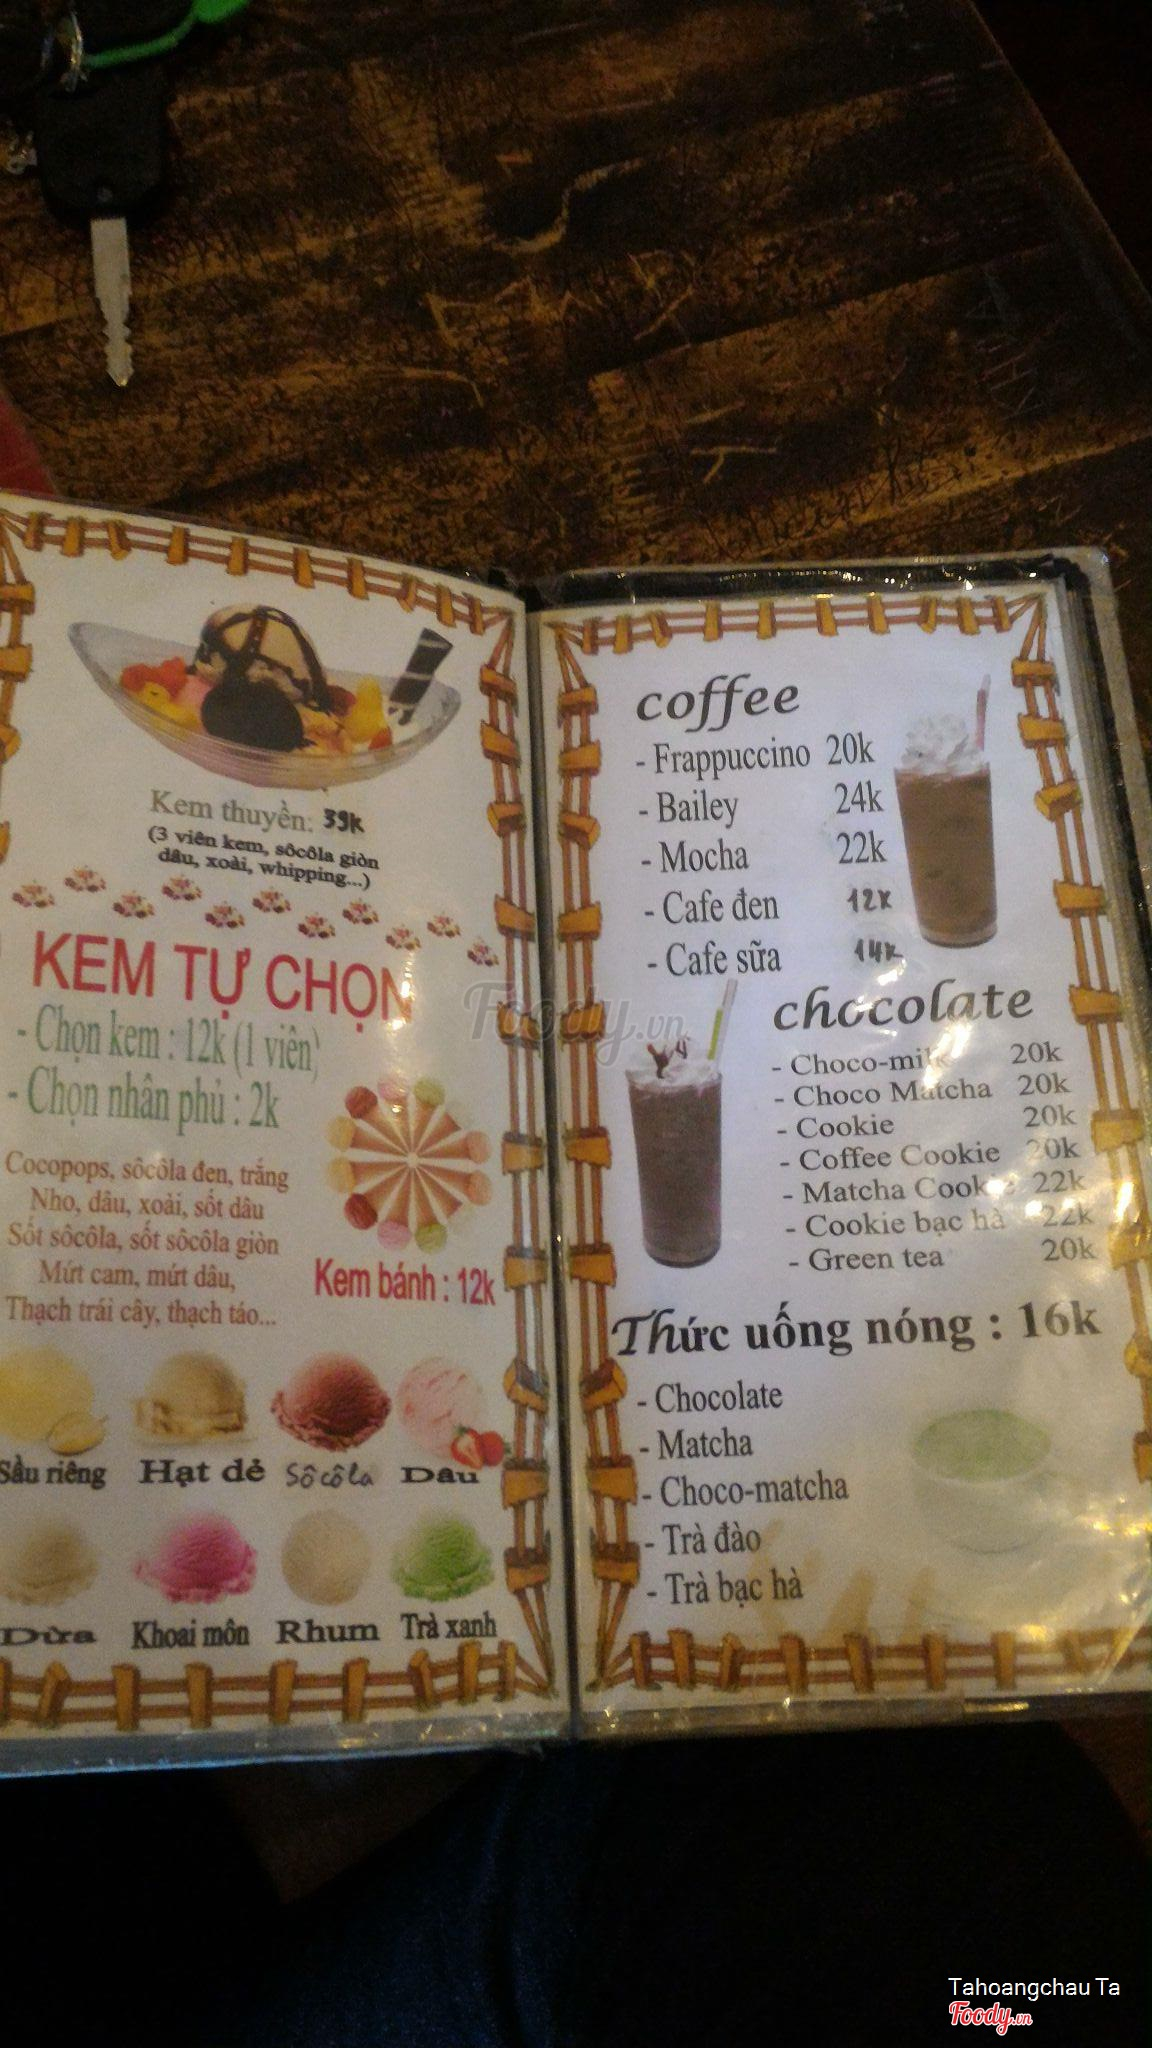 Kem thuyền: 39k
(3 viên kem, sôcôla giòn
dâu, xoài, whipping...)
KEM TỰ CHỌN
- Chọn kem : 12k (1 viên)
- Chọn nhân phủ : 2k
Cocopops, sôcôla đen, trắng
Nho, dâu, xoài, sốt dâu
Sốt sôcôla, sốt sôcôla giòn
Mứt cam, mứt dâu,
Thạch trái cây, thạch táo...
Kem bánh : 12k
Sầu riêng Hạt dẻ Sôcôla Dâu
Dừa Khoai môn Rhum Trà xanh
coffee
- Frappuccino 20k
- Bailey 24k
- Mocha 22k
- Cafe đen 12k
- Cafe sữa 14k
chocolate
- Choco-milk 20k
- Choco Matcha 20k
- Cookie 20k
- Coffee Cookie 20k
- Matcha Cookie 22k
- Cookie bạc hà 22k
- Green tea 20k
Thức uống nóng : 16k
- Chocolate
- Matcha
- Choco-matcha
- Trà đào
- Trà bạc hà
Foody.vn
Tahoangchau Ta
Foody.vn